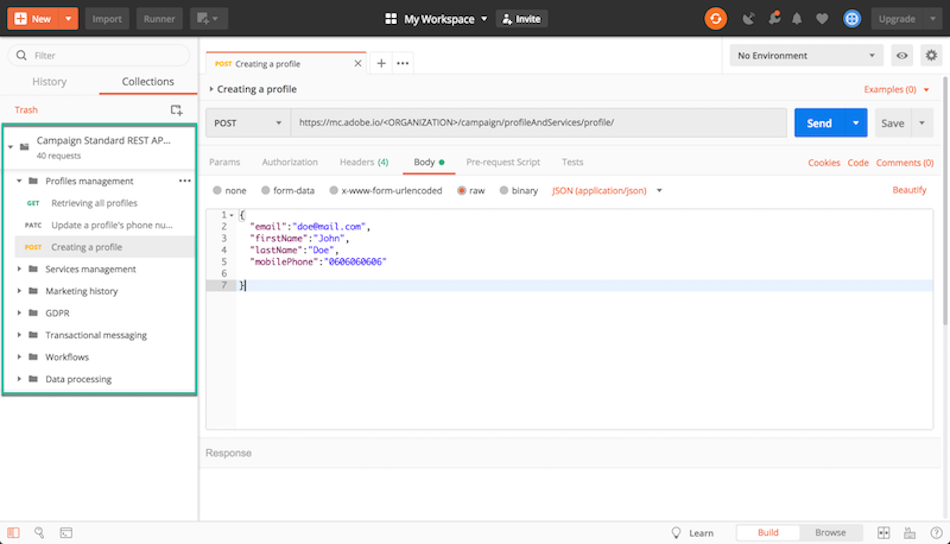 New Import Runner My Workspace Invite Upgrade
Filter
History Collections
Trash
Campaign Standard REST AP...
40 requests
Profiles management
GET Retrieving all profiles
PATC Update a profile's phone nu...
POST Creating a profile
Services management
Marketing history
GDPR
Transactional messaging
Workflows
Data processing
POST Creating a profile
No Environment
Creating a profile
Examples (0)
POST https://mc.adobe.io/<ORGANIZATION>/campaign/profileAndServices/profile/ Send Save
Params Authorization Headers (4) Body Pre-request Script Tests Cookies Code Comments (0)
none form-data x-www-form-urlencoded raw binary JSON (application/json) Beautify
1 {
2 "email":"doe@mail.com",
3 "firstName":"John",
4 "lastName":"Doe",
5 "mobilePhone":"0606060606"
6
7 }
Response
Learn Build Browse